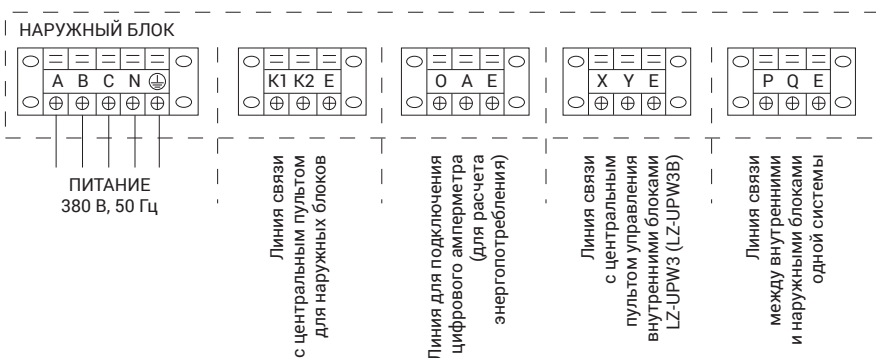 НАРУЖНЫЙ БЛОК
A B C N
K1 K2 E
O A E
X Y E
P Q E
ПИТАНИЕ
380 В, 50 Гц
Линия связи
с центральным пультом
для наружных блоков
Линия для подключения
цифрового амперметра
(для расчета
энергопотребления)
Линия связи
с центральным
пультом управления
внутренними блоками
LZ-UPW3 (LZ-UPW3B)
Линия связи
между внутренними
и наружными блоками
одной системы